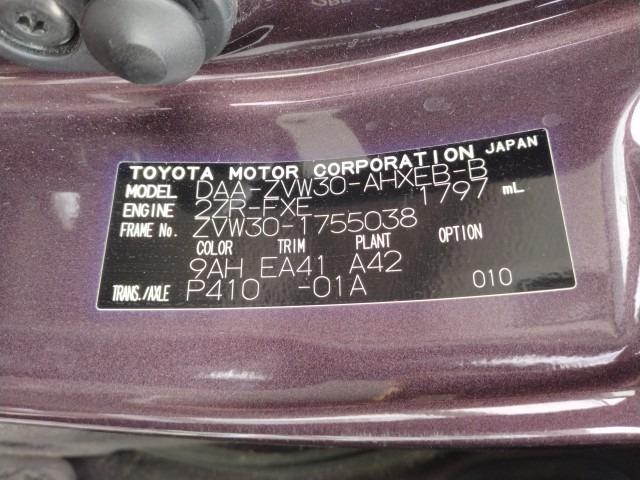 TOYOTA MOTOR CORPORATION JAPAN
MODEL DAA-ZVW30-AHXEB-B
ENGINE 2ZR-FXE 1797 mL
FRAME No. ZVW30-1755038
COLOR TRIM PLANT OPTION
9AH EA41 A42
TRANS./AXLE P410 -01A 010